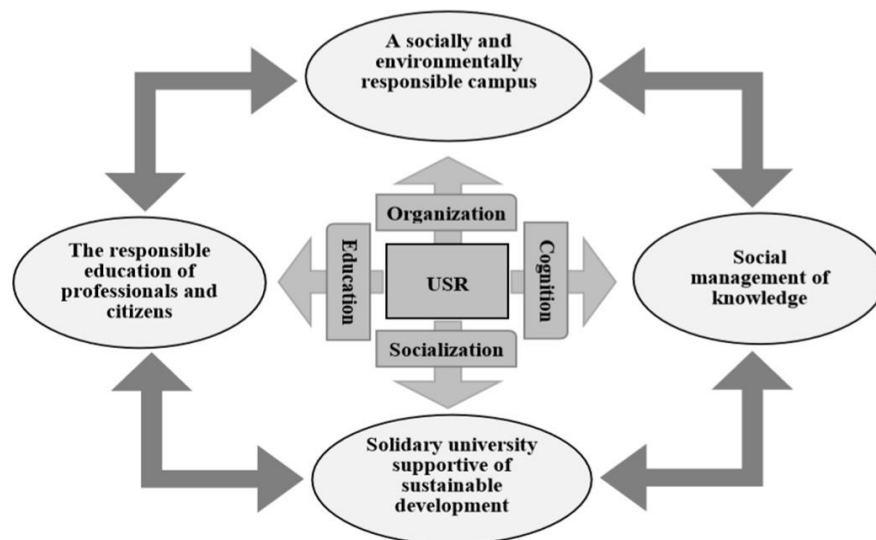 A socially and
environmentally
responsible campus
Organization
The responsible
education of
professionals and
citizens
Education
USR
Cognition
Social
management of
knowledge
Socialization
Solidary university
supportive of
sustainable
development